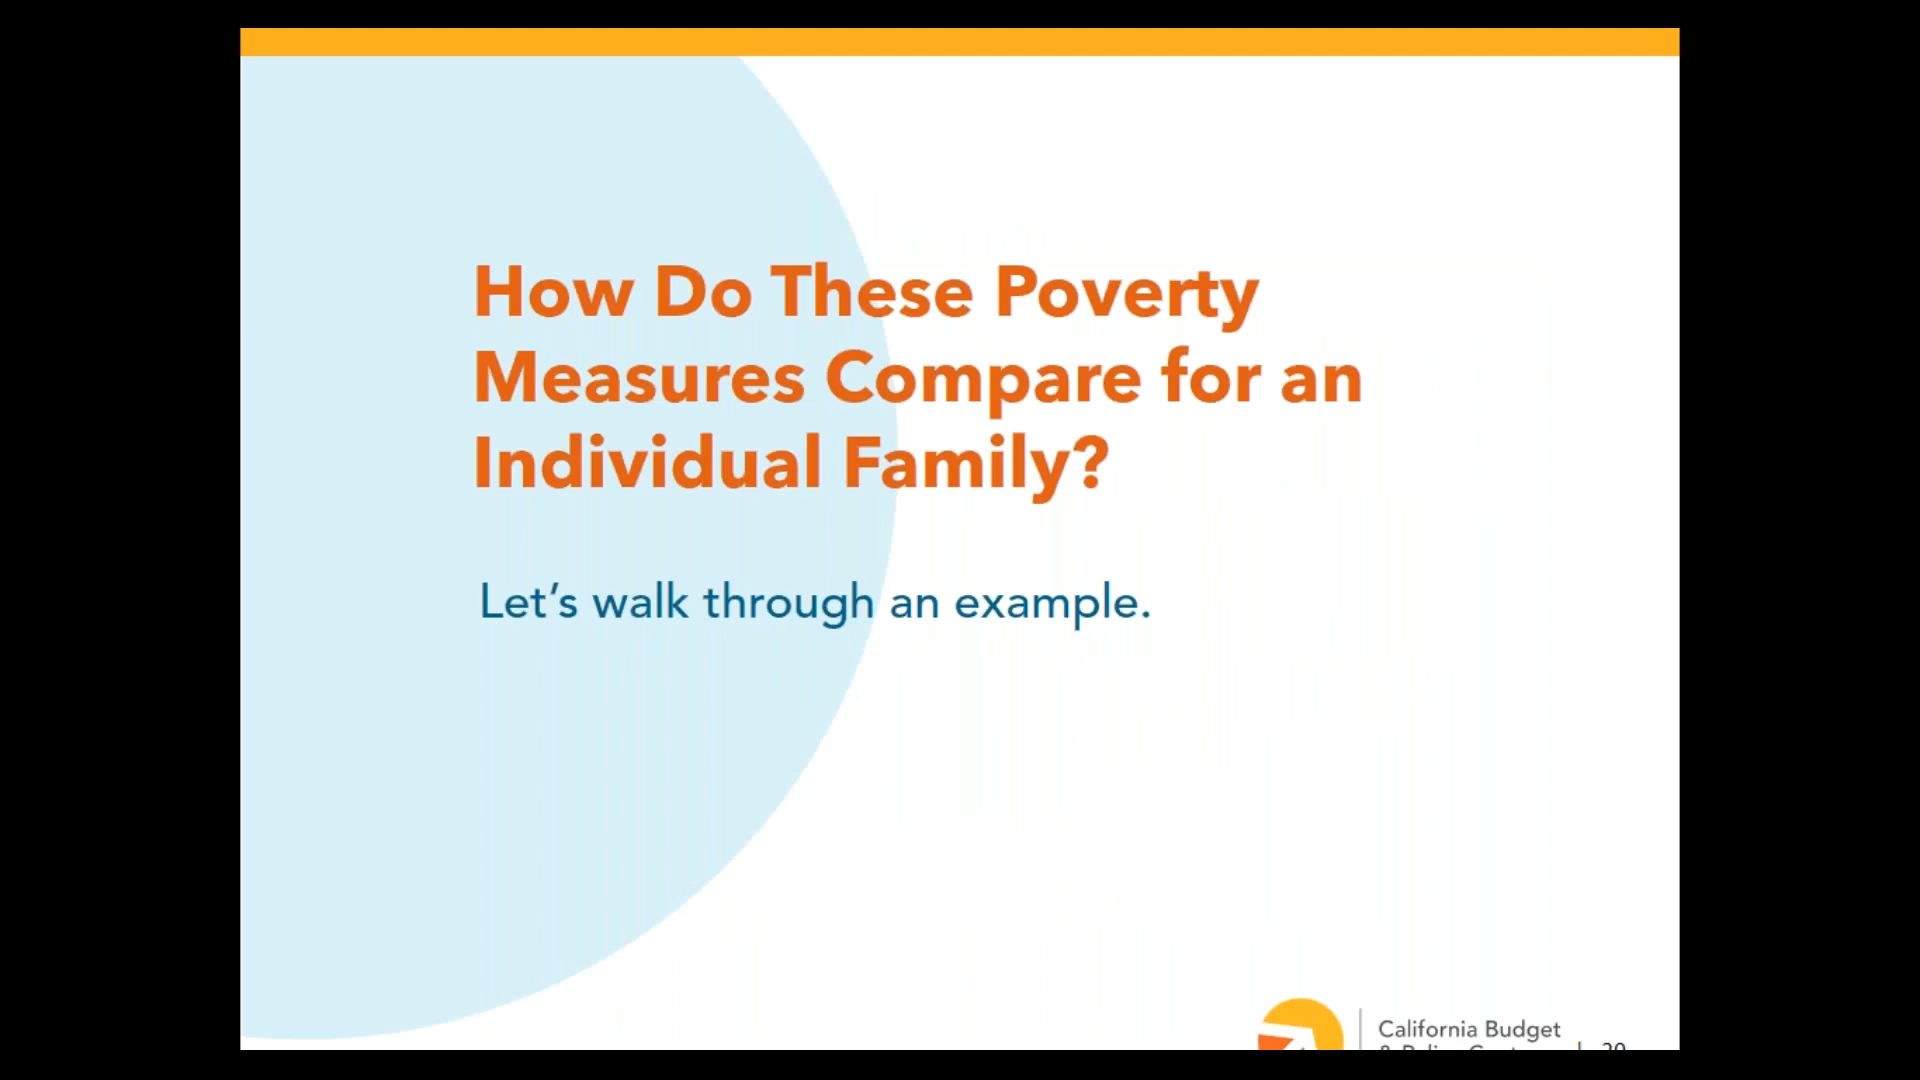 How Do These Poverty
Measures Compare for an
Individual Family?
Let’s walk through an example.
California Budget